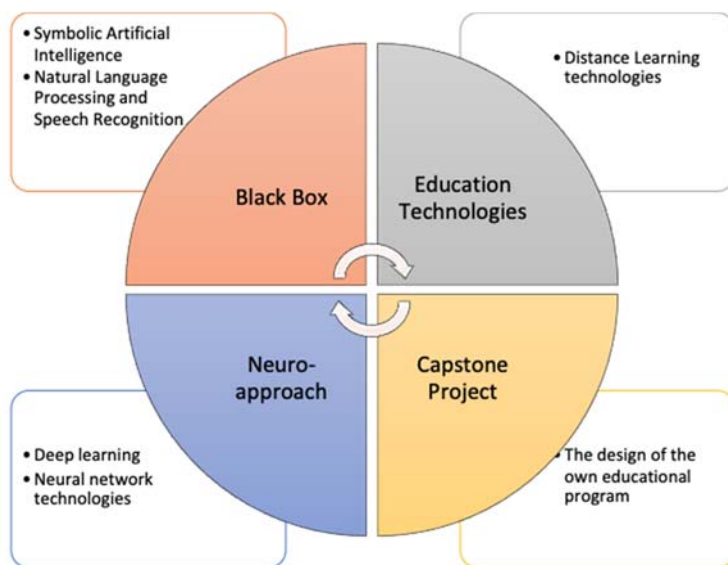 • Symbolic Artificial
Intelligence
• Natural Language
Processing and
Speech Recognition
• Distance Learning
technologies
Black Box
Education
Technologies
Neuro-
approach
Capstone
Project
• Deep learning
• Neural network
technologies
• The design of the
own educational
program